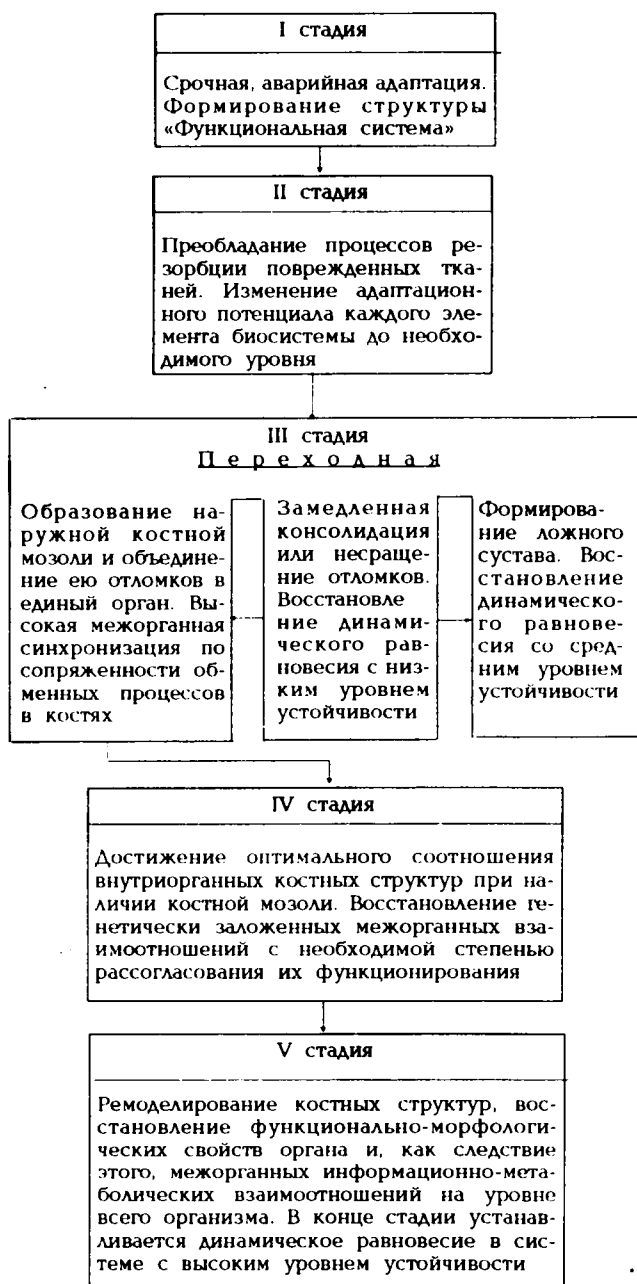 I стадия
Срочная, аварийная адаптация.
Формирование структуры
«Функциональная система»
II стадия
Преобладание процессов ре-
зорбции поврежденных тка-
ней. Изменение адаптацион-
ного потенциала каждого эле-
мента биосистемы до необхо-
димого уровня
III стадия
Переходная
Образование на-
ружной костной
мозоли и объедине-
ние ею отломков в
единый орган. Вы-
сокая межорганная
синхронизация по
сопряженности об-
менных процессов
в костях
Замедленная
консолидация
или несраще-
ние отломков.
Восстановле
ние динами-
ческого рав-
новесия с низ-
ким уровнем
устойчивости
Формирова-
ние ложного
сустава. Вос-
становление
динамическо-
го равнове-
сия со сред-
ним уровнем
устойчивости
IV стадия
Достижение оптимального соотношения
внутриорганных костных структур при на-
личии костной мозоли. Восстановление ге-
нетически заложенных межорганных вза-
имоотношений с необходимой степенью
рассогласования их функционирования
V стадия
Ремоделирование костных структур, вос-
становление функционально-морфологи-
ческих свойств органа и, как следствие
этого, межорганных информационно-мета-
болических взаимоотношений на уровне
всего организма. В конце стадии устанав-
ливается динамическое равновесие в сис-
теме с высоким уровнем устойчивости